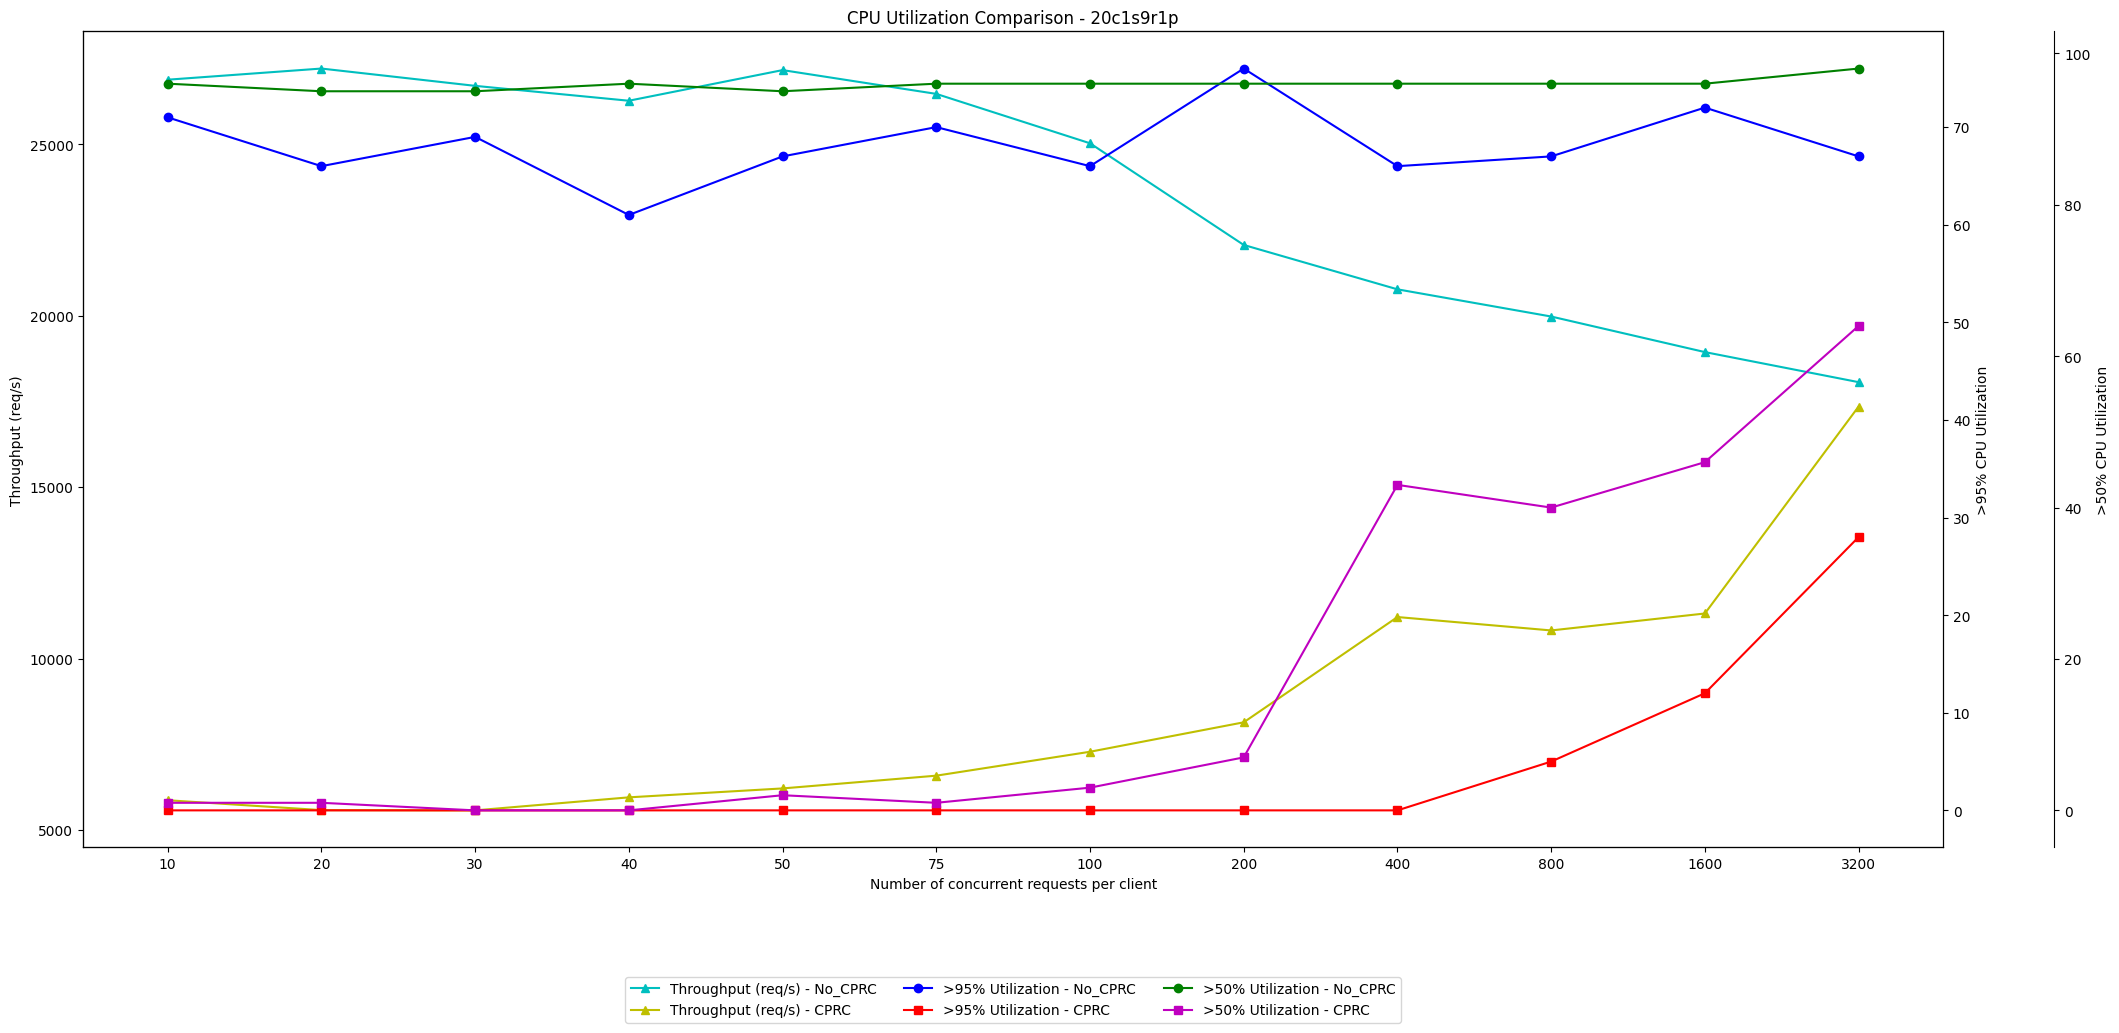 CPU Utilization Comparison - 20c1s9r1p
Throughput (req/s)
25000
20000
15000
10000
5000
10 20 30 40 50 75 100 200 400 800 1600 3200
Number of concurrent requests per client
70
60
50
40
30
20
10
0
>95% CPU Utilization
100
80
60
40
20
0
>50% CPU Utilization
Throughput (req/s) - No_CPRC
Throughput (req/s) - CPRC
>95% Utilization - No_CPRC
>95% Utilization - CPRC
>50% Utilization - No_CPRC
>50% Utilization - CPRC